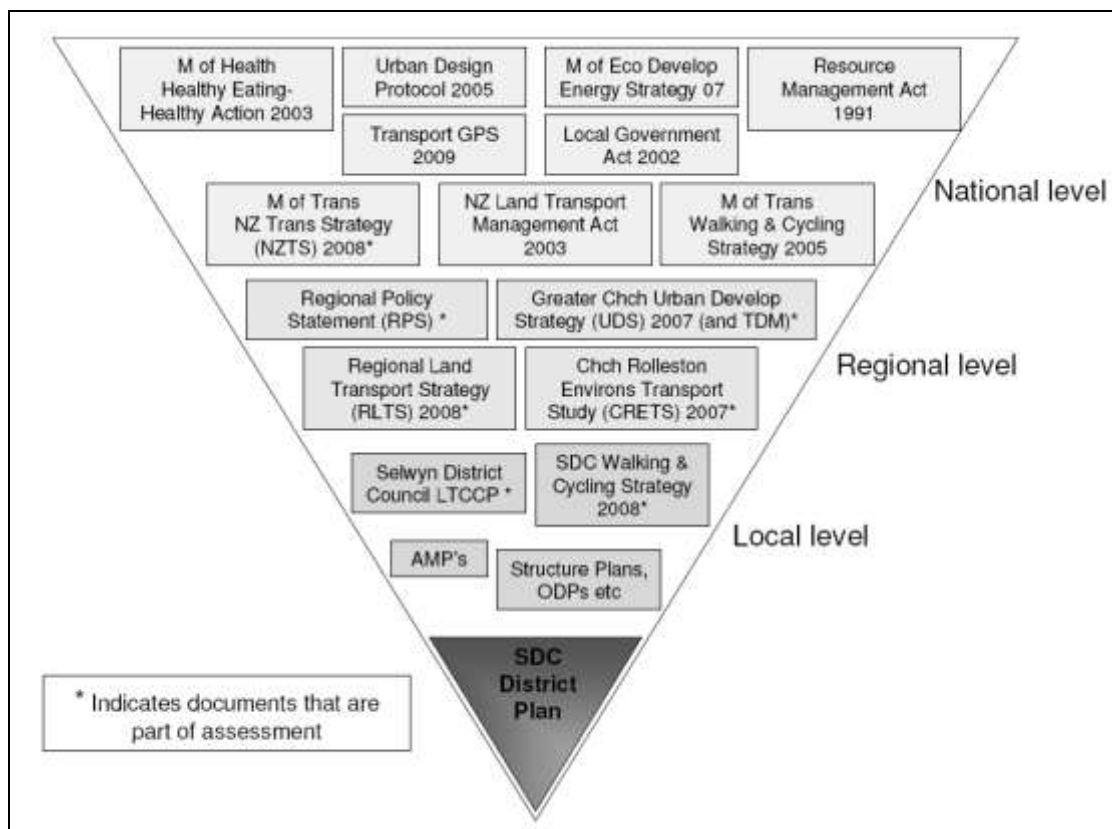 M of Health
Healthy Eating-
Healthy Action 2003
Urban Design
Protocol 2005
M of Eco Develop
Energy Strategy 07
Resource
Management Act
1991
Transport GPS
2009
Local Government
Act 2002
National level
M of Trans
NZ Trans Strategy
(NZTS) 2008*
NZ Land Transport
Management Act
2003
M of Trans
Walking & Cycling
Strategy 2005
Regional Policy
Statement (RPS) *
Greater Chch Urban Develop
Strategy (UDS) 2007 (and TDM)*
Regional level
Regional Land
Transport Strategy
(RLTS) 2008*
Chch Rolleston
Environs Transport
Study (CRETS) 2007*
Selwyn District
Council LTCCP *
SDC Walking &
Cycling Strategy
2008*
Local level
AMP's
Structure Plans,
ODPs etc
SDC
District
Plan
* Indicates documents that are
part of assessment